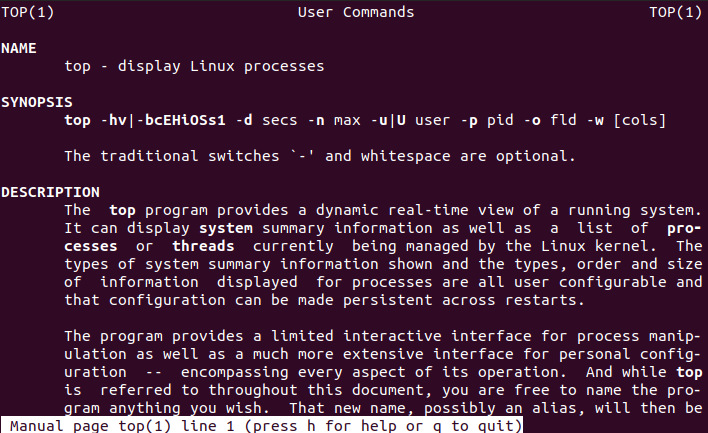 TOP(1) User Commands TOP(1)
NAME
top - display Linux processes
SYNOPSIS
top -hv|-bcEHiOSs1 -d secs -n max -u|U user -p pid -o fld -w [cols]
The traditional switches `-' and whitespace are optional.
DESCRIPTION
The top program provides a dynamic real-time view of a running system.
It can display system summary information as well as a list of pro-
cesses or threads currently being managed by the Linux kernel. The
types of system summary information shown and the types, order and size
of information displayed for processes are all user configurable and
that configuration can be made persistent across restarts.
The program provides a limited interactive interface for process manip-
ulation as well as a much more extensive interface for personal config-
uration -- encompassing every aspect of its operation. And while top
is referred to throughout this document, you are free to name the pro-
gram anything you wish. That new name, possibly an alias, will then be
Manual page top(1) line 1 (press h for help or q to quit)